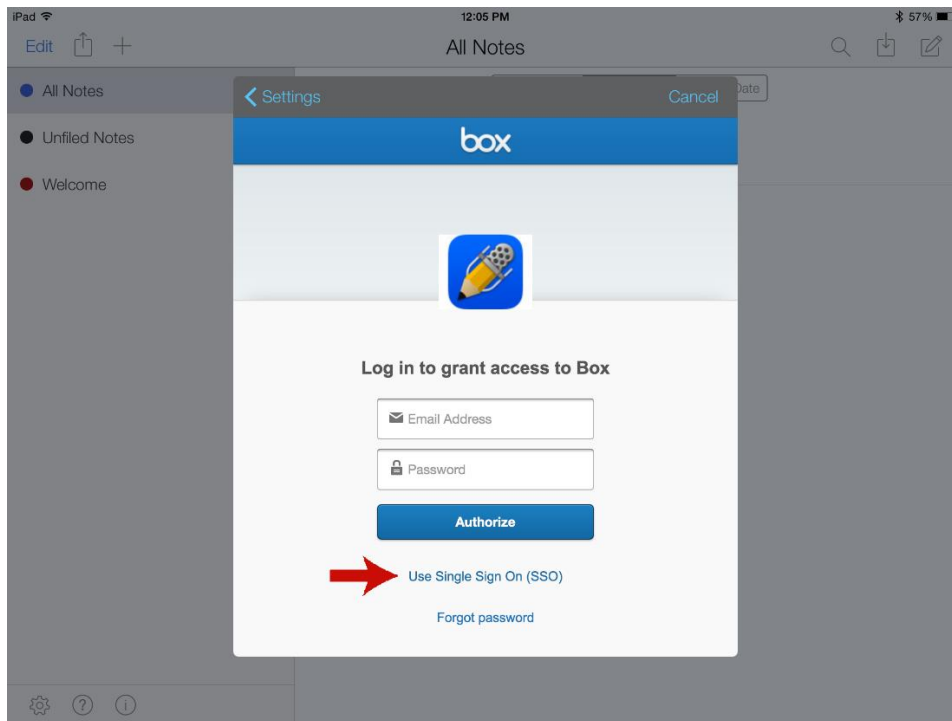 iPad 12:05 PM 57%
Edit All Notes
All Notes
Unfiled Notes
Welcome
Settings Cancel
Date
box
Log in to grant access to Box
Email Address
Password
Authorize
Use Single Sign On (SSO)
Forgot password